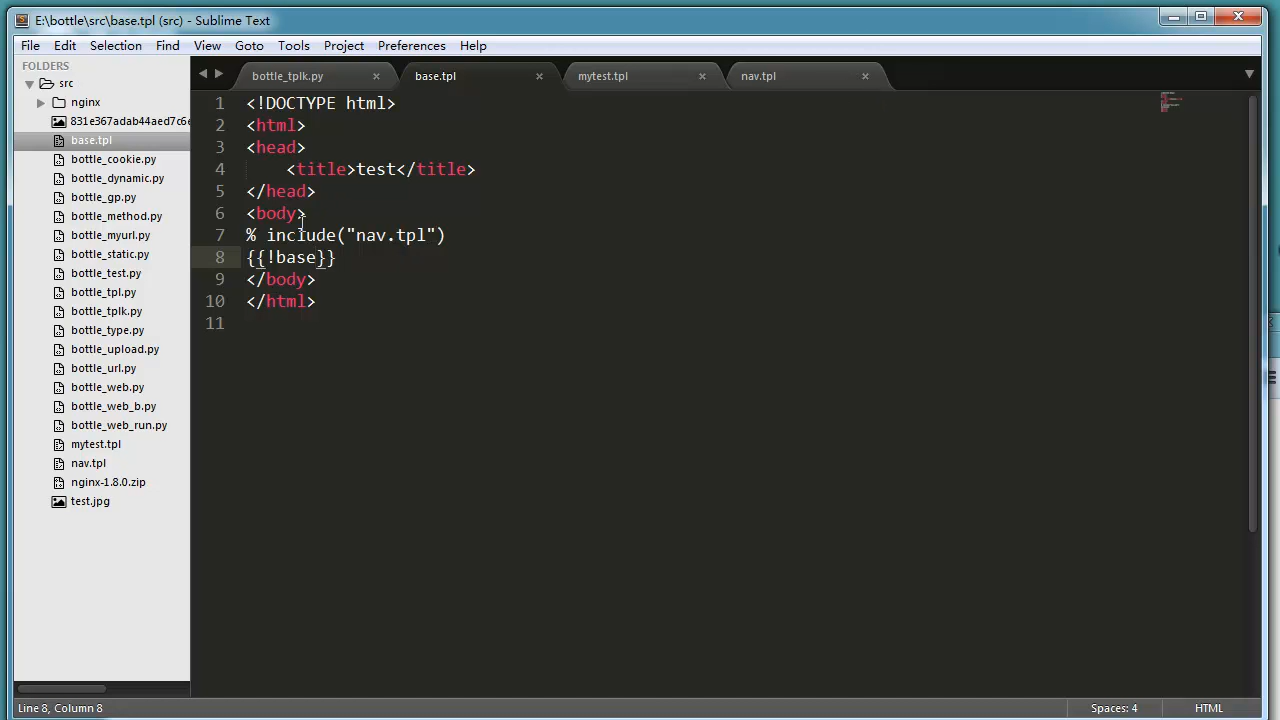 E:\bottle\src\base.tpl (src) - Sublime Text
File Edit Selection Find View Goto Tools Project Preferences Help
FOLDERS
src
nginx
831e367adab44aed7c6e
base.tpl
bottle_cookie.py
bottle_dynamic.py
bottle_gp.py
bottle_method.py
bottle_myurl.py
bottle_static.py
bottle_test.py
bottle_tpl.py
bottle_tplk.py
bottle_type.py
bottle_upload.py
bottle_url.py
bottle_web.py
bottle_web_b.py
bottle_web_run.py
mytest.tpl
nav.tpl
nginx-1.8.0.zip
test.jpg
bottle_tplk.py base.tpl mytest.tpl nav.tpl
1 <!DOCTYPE html>
2 <html>
3 <head>
4 <title>test</title>
5 </head>
6 <body>
7 % include("nav.tpl")
8 {{!base}}
9 </body>
10 </html>
11
Line 8, Column 8 Spaces: 4 HTML